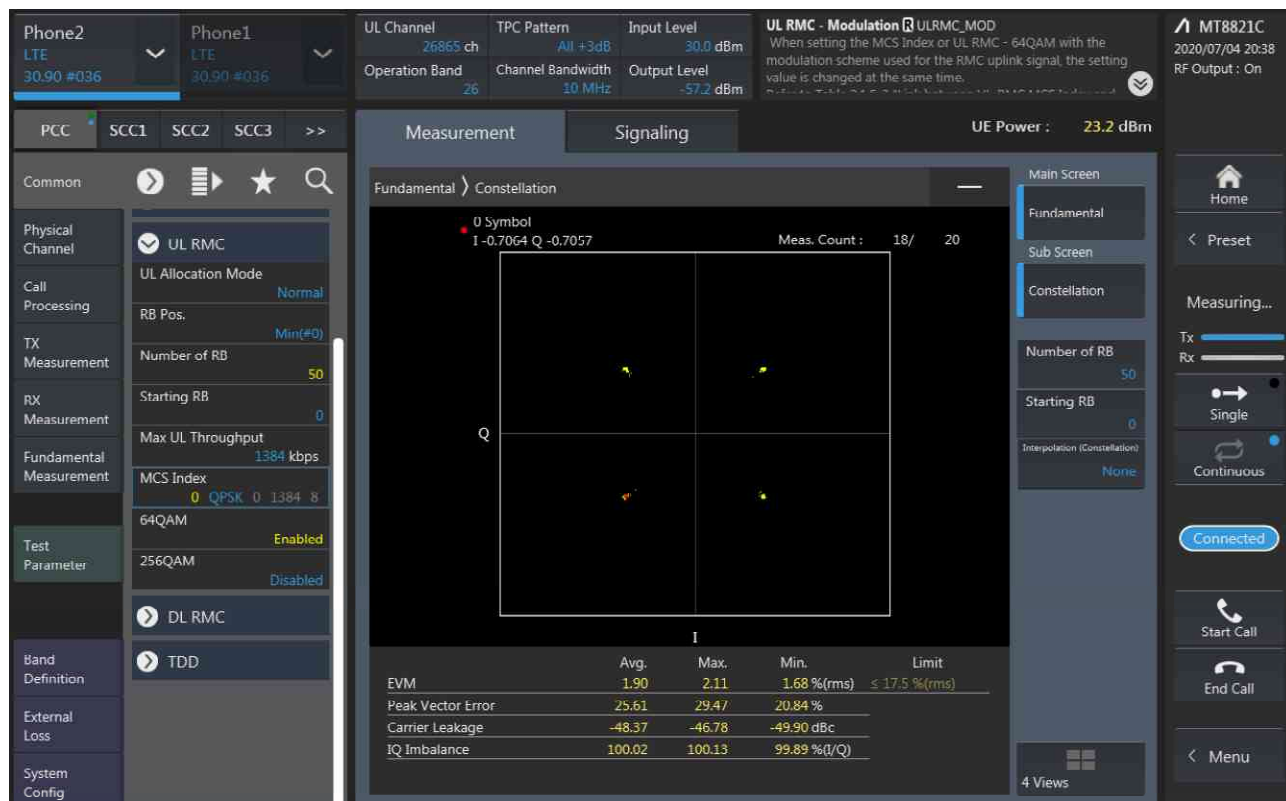 Phone2
LTE
30.90 #036
Phone1
LTE
30.90 #036
UL Channel
26865 ch
Operation Band
26
TPC Pattern
All +3dB
Channel Bandwidth
10 MHz
Input Level
30.0 dBm
Output Level
-57.2 dBm
UL RMC - Modulation R ULRMC_MOD
When setting the MCS Index or UL RMC - 64QAM with the
modulation scheme used for the RMC uplink signal, the setting
value is changed at the same time.
MT8821C
2020/07/04 20:38
RF Output : On
PCC SCC1 SCC2 SCC3 >>
Measurement
Signaling
UE Power : 23.2 dBm
Common
Physical
Channel
Call
Processing
TX
Measurement
RX
Measurement
Fundamental
Measurement
Test
Parameter
Band
Definition
External
Loss
System
Config
UL RMC
UL Allocation Mode
Normal
RB Pos.
Min(#0)
Number of RB
50
Starting RB
0
Max UL Throughput
1384 kbps
MCS Index
0 QPSK 0 1384 8
64QAM
Enabled
256QAM
Disabled
DL RMC
TDD
Fundamental Constellation
0 Symbol
I -0.7064 Q -0.7057
Meas. Count : 18/ 20
Q
I
Avg. Max. Min. Limit
EVM 1.90 2.11 1.68 %(rms) ≤ 17.5 %(rms)
Peak Vector Error 25.61 29.47 20.84 %
Carrier Leakage -48.37 -46.78 -49.90 dBc
IQ Imbalance 100.02 100.13 99.89 %(I/Q)
Main Screen
Fundamental
Sub Screen
Constellation
Number of RB
50
Starting RB
0
Interpolation (Constellation)
None
4 Views
Home
< Preset
Measuring...
Tx
Rx
Single
Continuous
Connected
Start Call
End Call
< Menu